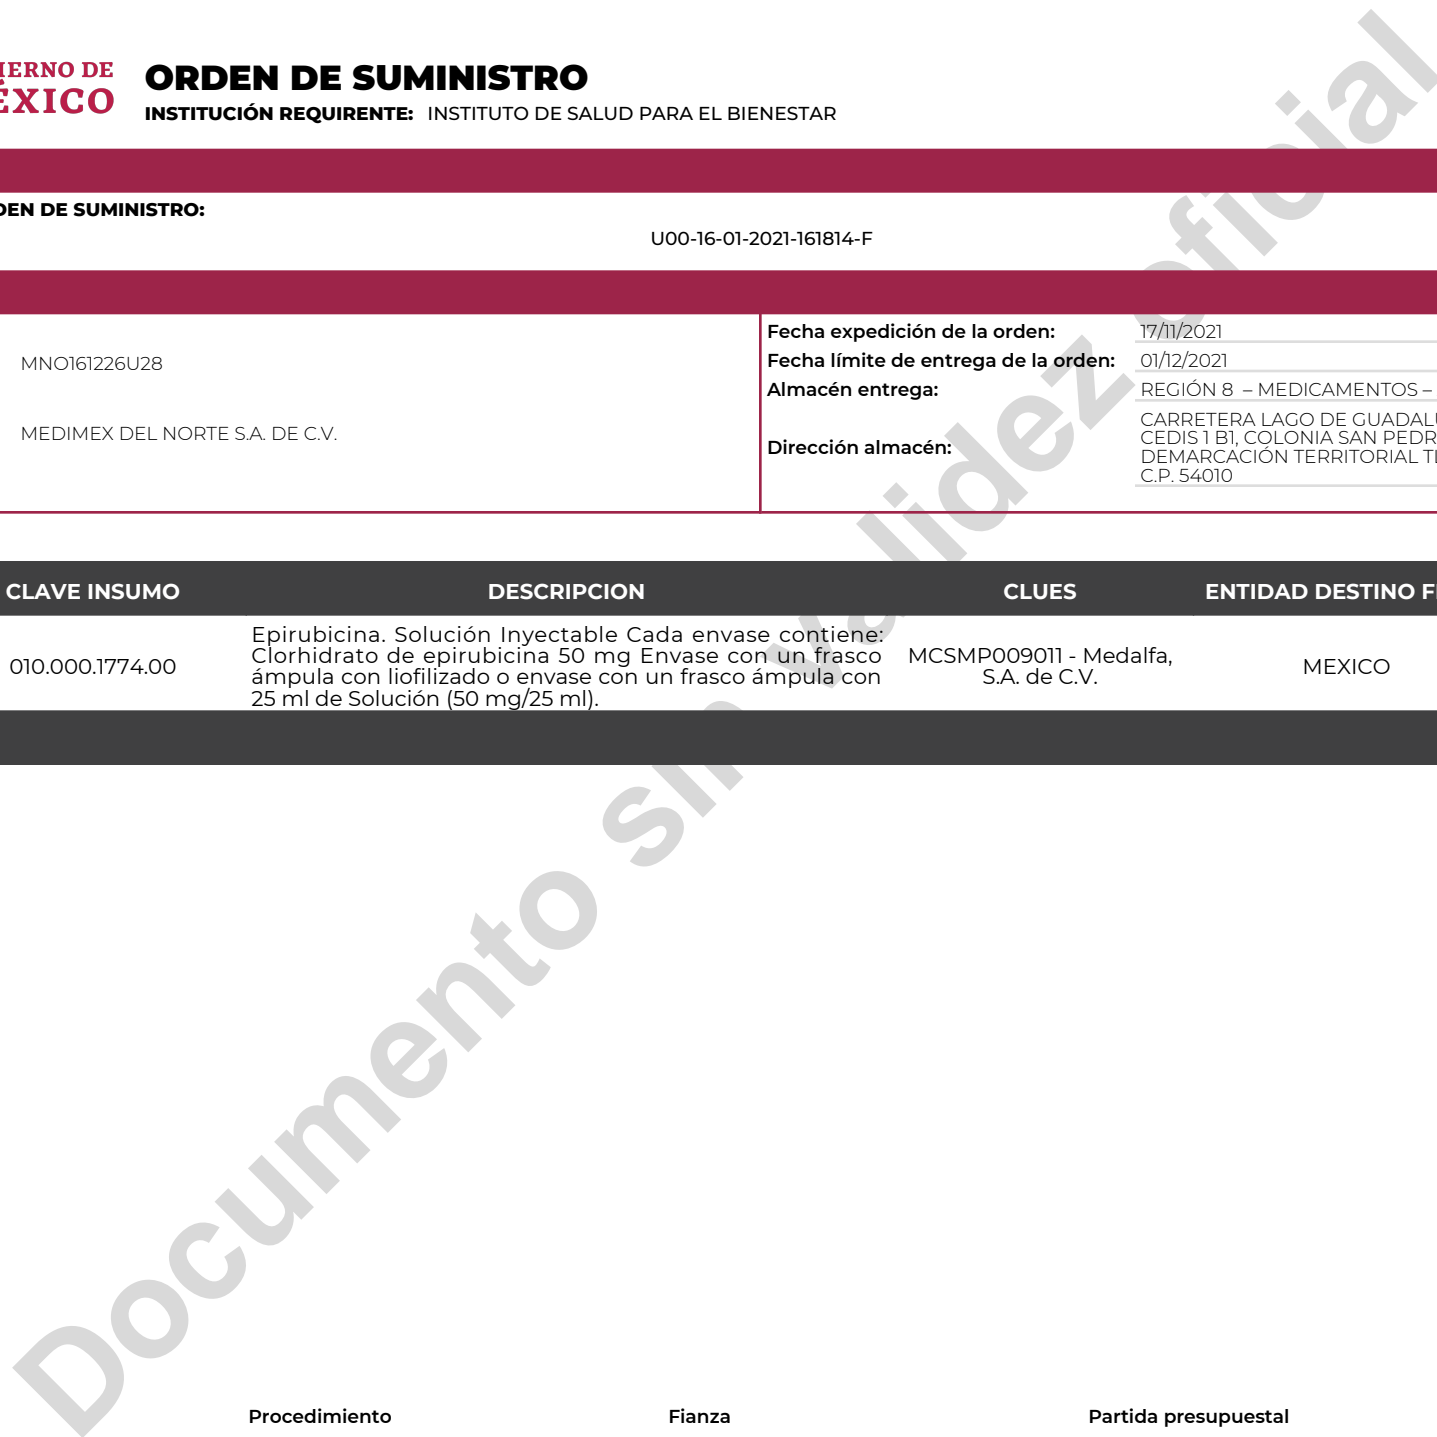 IERNO DE
ÉXICO
ORDEN DE SUMINISTRO
INSTITUCIÓN REQUIRENTE: INSTITUTO DE SALUD PARA EL BIENESTAR
DEN DE SUMINISTRO:
U00-16-01-2021-161814-F
MNO161226U28
MEDIMEX DEL NORTE S.A. DE C.V.
Fecha expedición de la orden: 17/11/2021
Fecha límite de entrega de la orden: 01/12/2021
Almacén entrega: REGIÓN 8 – MEDICAMENTOS –
Dirección almacén:
CARRETERA LAGO DE GUADALU
CEDIS 1 B1, COLONIA SAN PEDR
DEMARCACIÓN TERRITORIAL TL
C.P. 54010
CLAVE INSUMO DESCRIPCION CLUES ENTIDAD DESTINO FI
010.000.1774.00
Epirubicina. Solución Inyectable Cada envase contiene:
Clorhidrato de epirubicina 50 mg Envase con un frasco
ámpula con liofilizado o envase con un frasco ámpula con
25 ml de Solución (50 mg/25 ml).
MCSMP009011 - Medalfa,
S.A. de C.V.
MEXICO
Documento sin validez oficial
Procedimiento Fianza Partida presupuestal